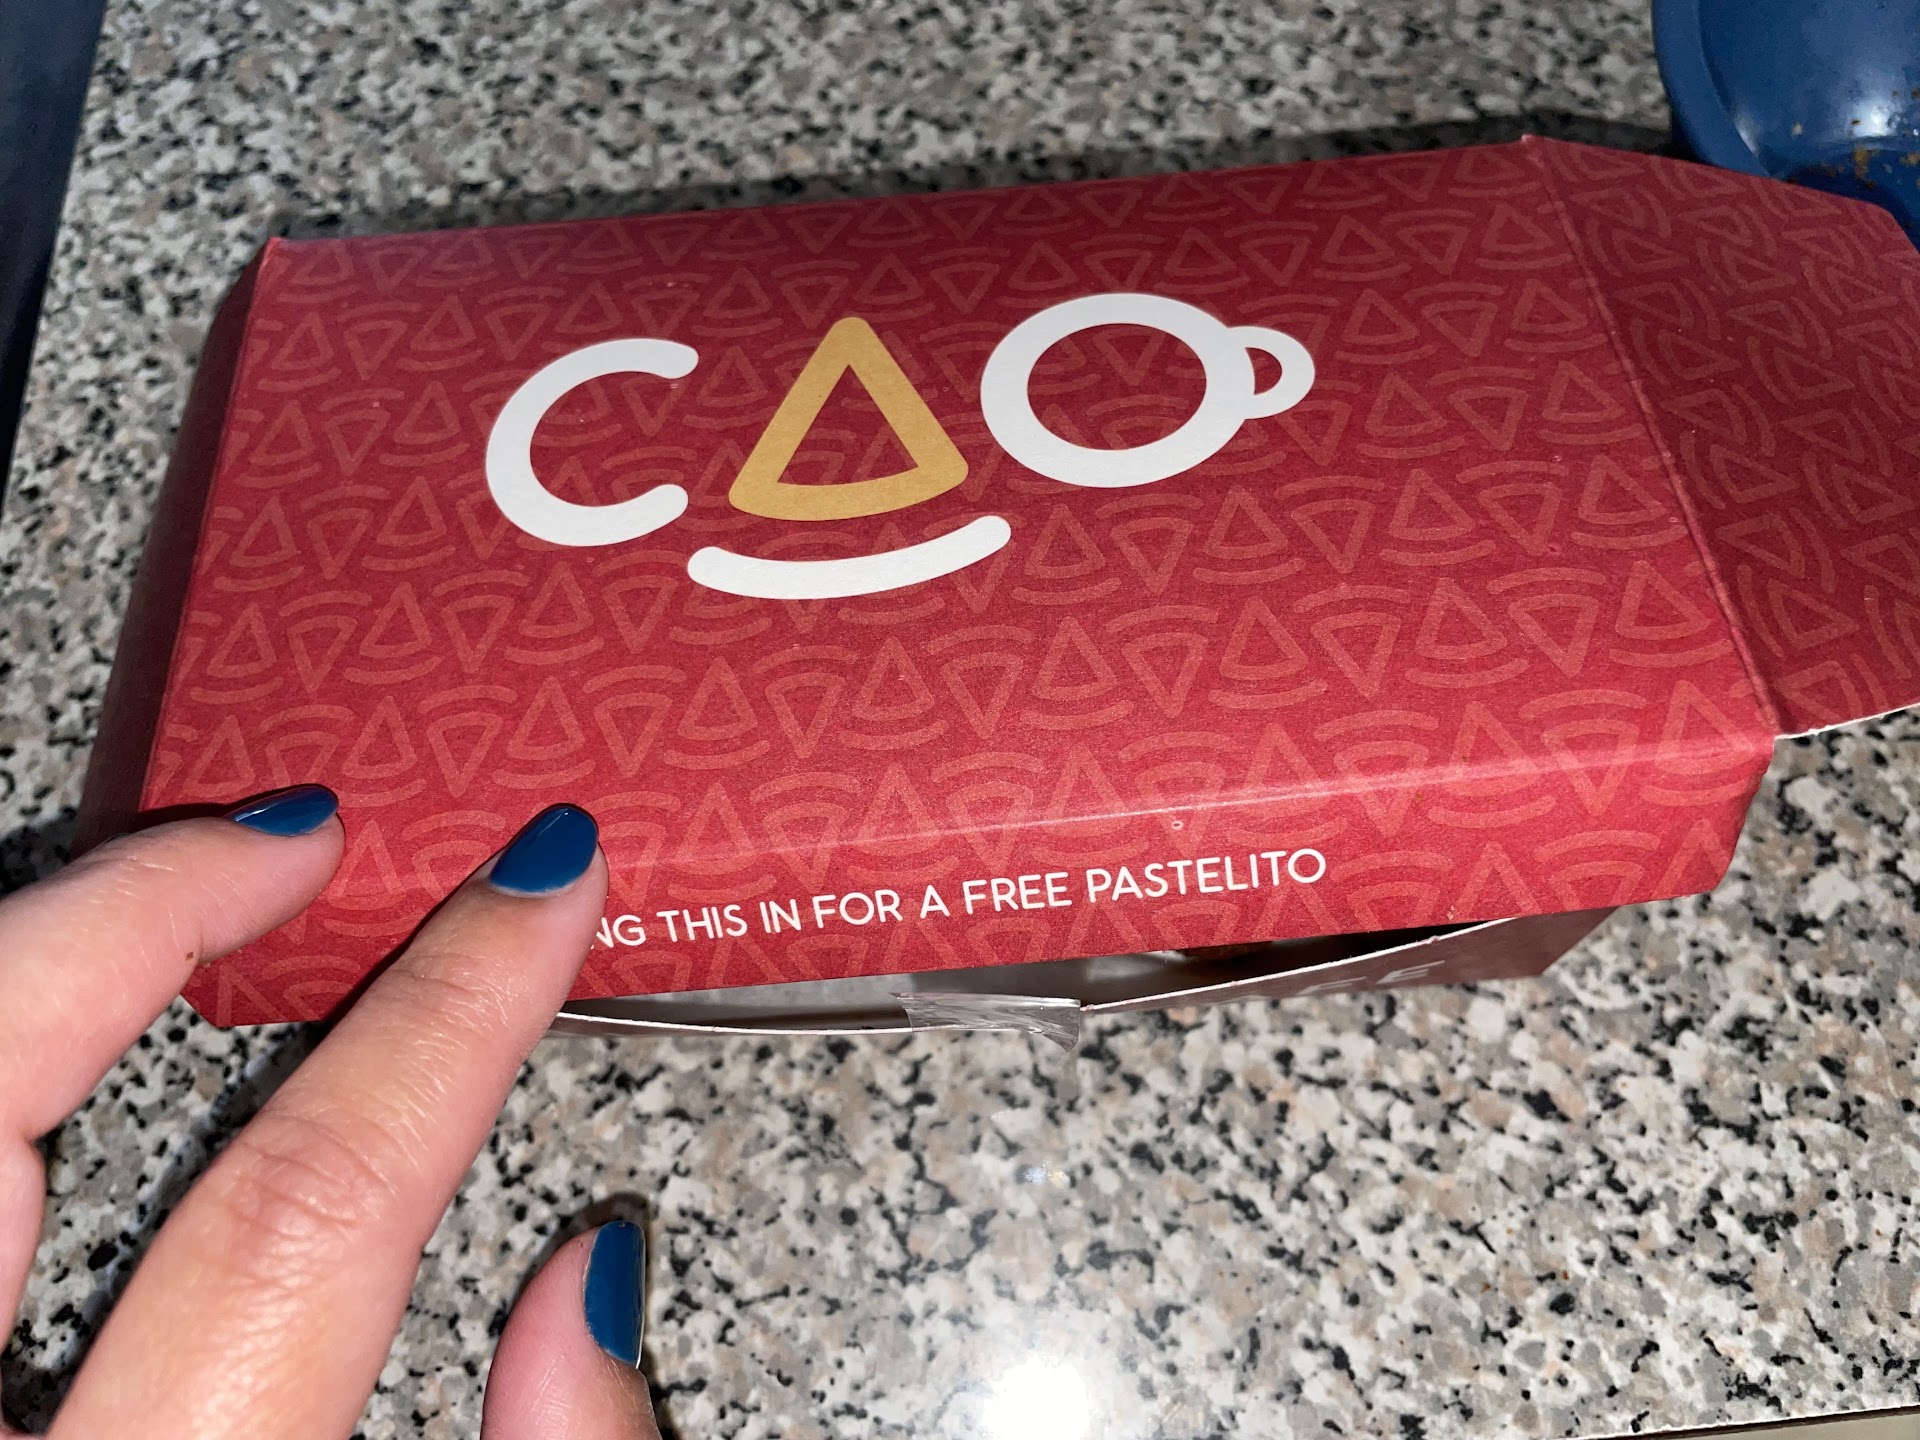 CAO
NG THIS IN FOR A FREE PASTELITO